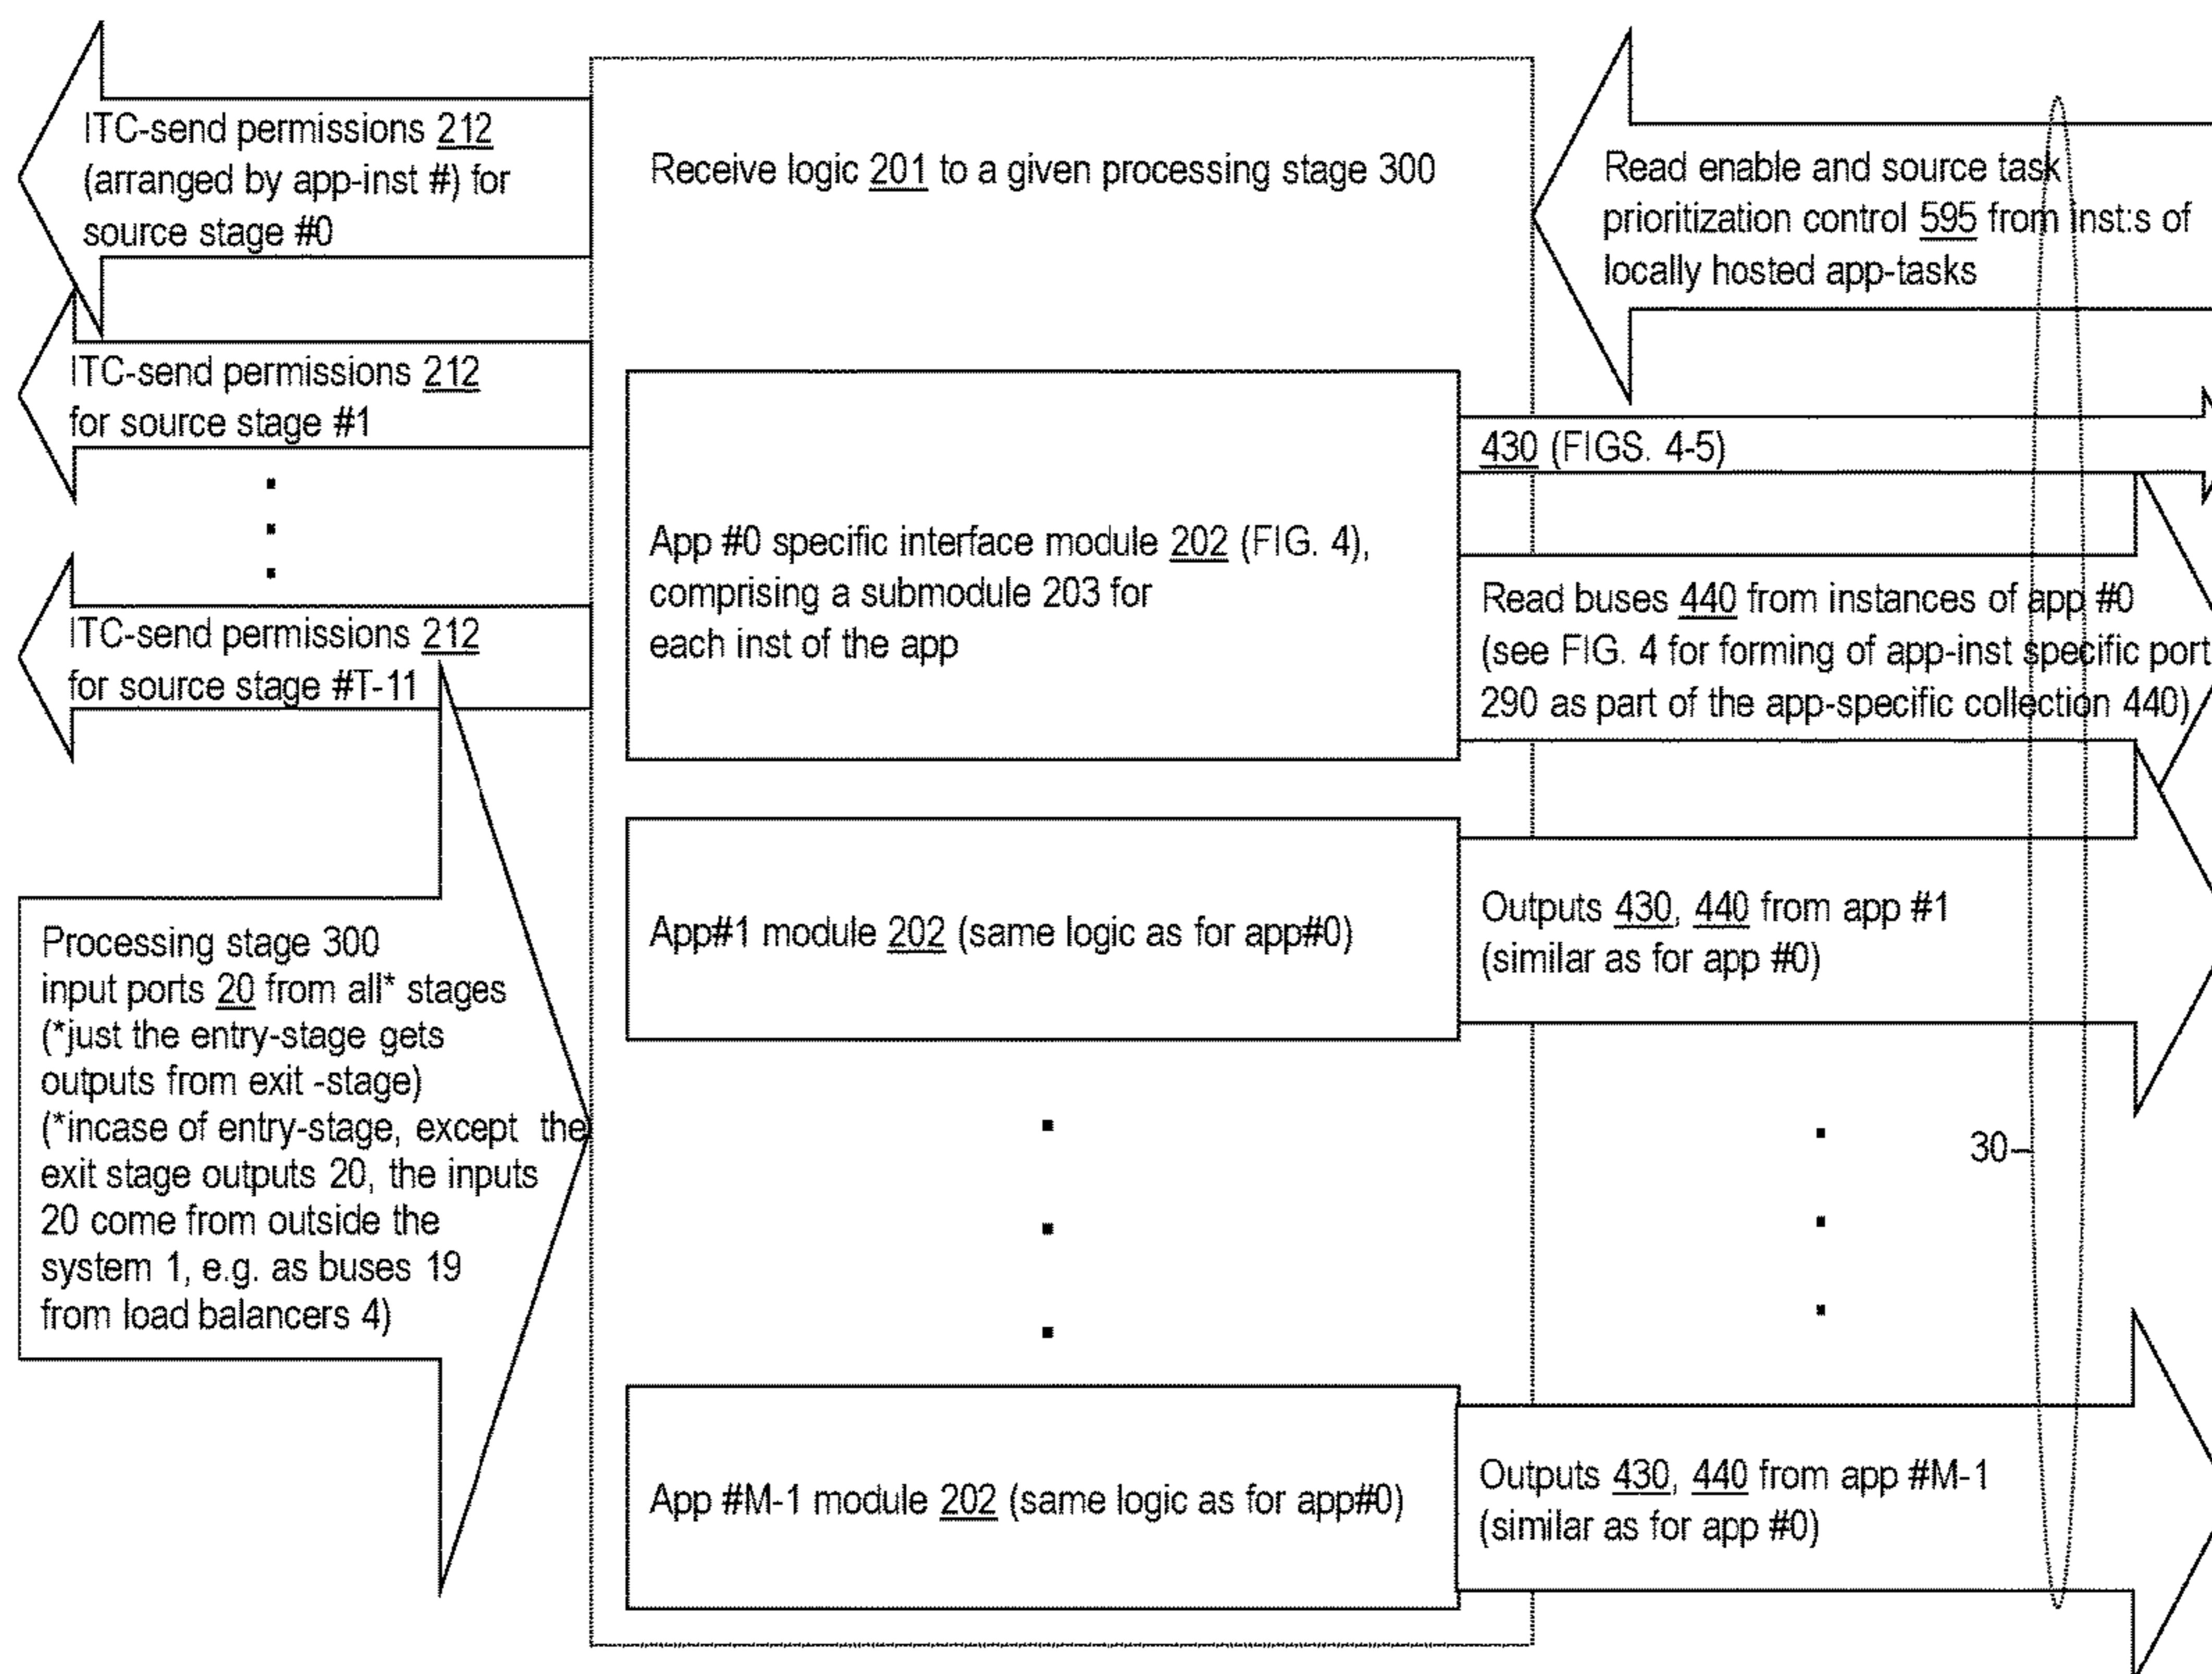 ITC-send permissions 212
(arranged by app-inst #) for
source stage #0
ITC-send permissions 212
for source stage #1
ITC-send permissions 212
for source stage #T-11
Processing stage 300
input ports 20 from all* stages
(*just the entry-stage gets
outputs from exit -stage)
(*incase of entry-stage, except the
exit stage outputs 20, the inputs
20 come from outside the
system 1, e.g. as buses 19
from load balancers 4)
Receive logic 201 to a given processing stage 300
App #0 specific interface module 202 (FIG. 4),
comprising a submodule 203 for
each inst of the app
App#1 module 202 (same logic as for app#0)
App #M-1 module 202 (same logic as for app#0)
Read enable and source task
prioritization control 595 from inst:s of
locally hosted app-tasks
430 (FIGS. 4-5)
Read buses 440 from instances of app #0
(see FIG. 4 for forming of app-inst specific port
290 as part of the app-specific collection 440)
Outputs 430, 440 from app #1
(similar as for app #0)
30
Outputs 430, 440 from app #M-1
(similar as for app #0)